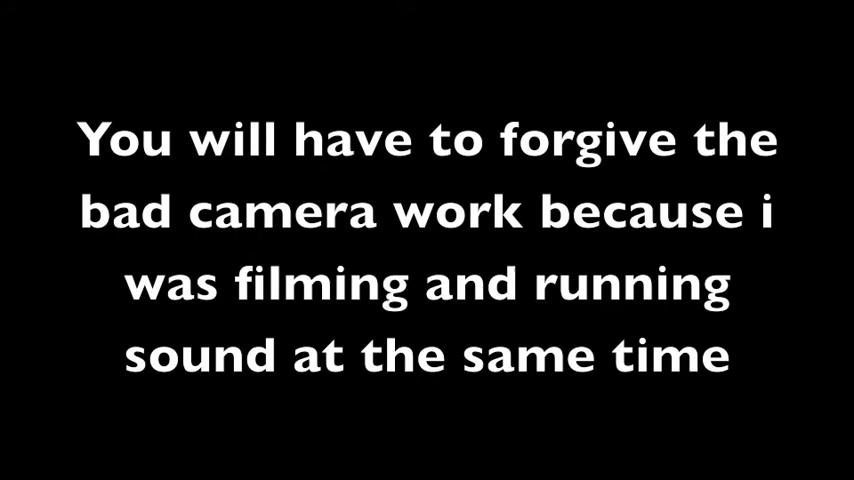 You will have to forgive the
bad camera work because i
was filming and running
sound at the same time